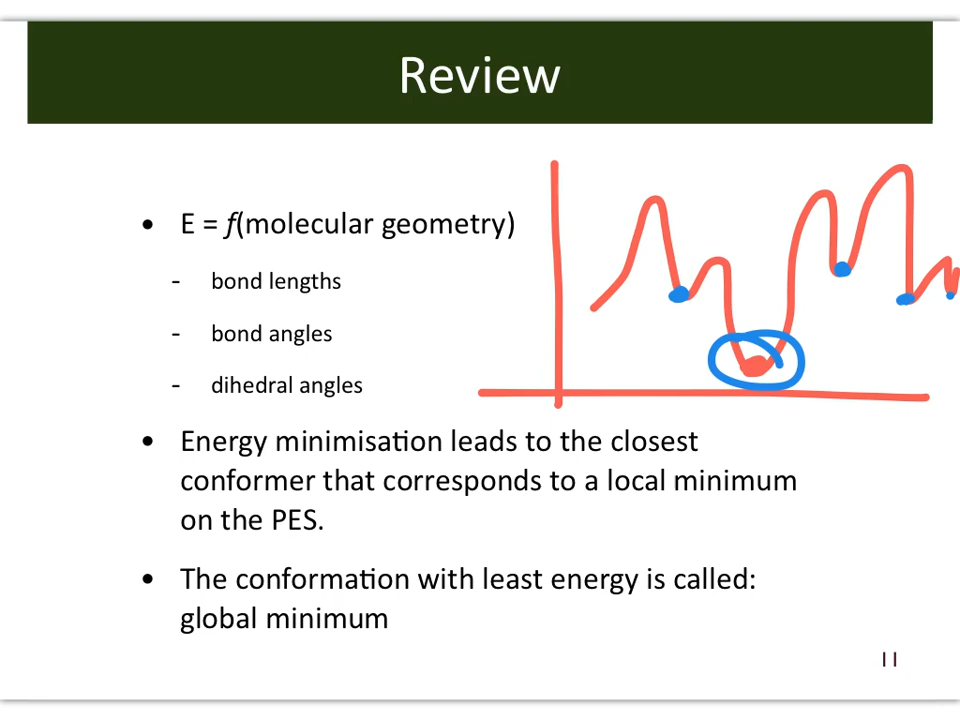 Review
• E = f(molecular geometry)
- bond lengths
- bond angles
- dihedral angles
• Energy minimisation leads to the closest
conformer that corresponds to a local minimum
on the PES.
• The conformation with least energy is called:
global minimum
11